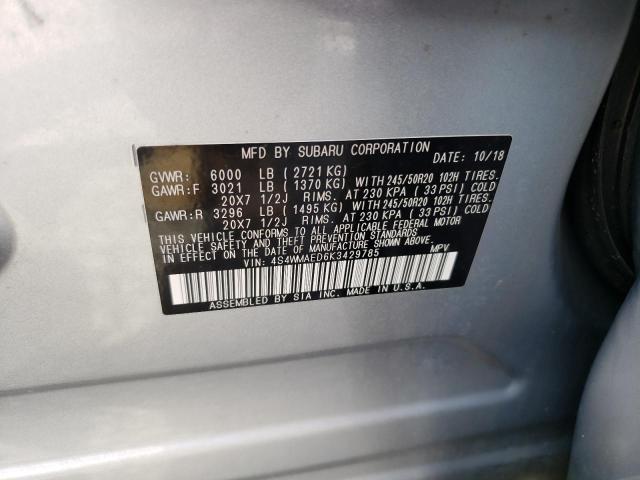 MFD BY SUBARU CORPORATION DATE: 10/18
GVWR: 6000 LB (2721 KG)
GAWR:F 3021 LB (1370 KG) WITH 245/50R20 102H TIRES.
20X7 1/2J RIMS. AT 230 KPA (33 PSI) COLD
GAWR:R 3296 LB (1495 KG) WITH 245/50R20 102H TIRES.
20X7 1/2J RIMS. AT 230 KPA (33 PSI) COLD
THIS VEHICLE CONFORMS TO ALL APPLICABLE FEDERAL MOTOR
VEHICLE SAFETY AND THEFT PREVENTION STANDARDS
IN EFFECT ON THE DATE OF MANUFACTURE SHOWN ABOVE.
VIN: 4S4WMAED6K3429785 MPV
ASSEMBLED BY SIA INC. MADE IN U.S.A.